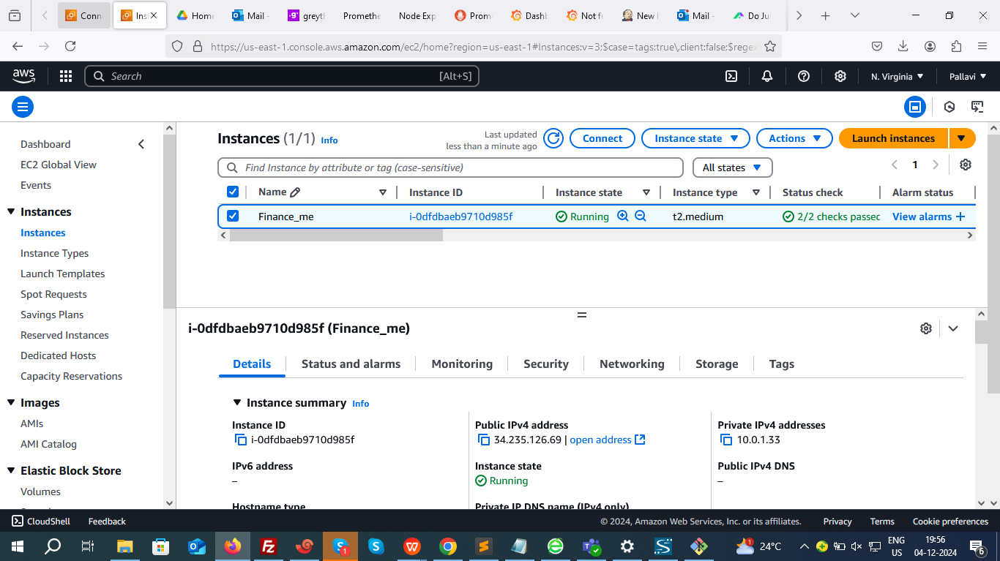 Conn
Ins
Home
Mail -
greyth
Promethe
Node Exp
Prom
Dash
Not f
New
Mail -
Do Ju
https://us-east-1.console.aws.amazon.com/ec2/home?region=us-east-1#Instances:v=3;$case=tags:true\,client:false;$rege
aws
Search
[Alt+S]
N. Virginia
Pallavi
Dashboard
EC2 Global View
Events
Instances
Instances
Instance Types
Launch Templates
Spot Requests
Savings Plans
Reserved Instances
Dedicated Hosts
Capacity Reservations
Images
AMIs
AMI Catalog
Elastic Block Store
Volumes
Instances (1/1) Info
Last updated
less than a minute ago
Connect
Instance state
Actions
Launch instances
Find Instance by attribute or tag (case-sensitive)
All states
1
Name
Instance ID
Instance state
Instance type
Status check
Alarm status
Finance_me
i-0dfdbaeb9710d985f
Running
t2.medium
2/2 checks passec
View alarms
i-0dfdbaeb9710d985f (Finance_me)
Details
Status and alarms
Monitoring
Security
Networking
Storage
Tags
Instance summary Info
Instance ID
i-0dfdbaeb9710d985f
Public IPv4 address
34.235.126.69 | open address
Private IPv4 addresses
10.0.1.33
IPv6 address
–
Instance state
Running
Public IPv4 DNS
–
Hostname type
Private IP DNS name (IPv4 only)
CloudShell
Feedback
© 2024, Amazon Web Services, Inc. or its affiliates.
Privacy
Terms
Cookie preferences
24°C
ENG
US
19:56
04-12-2024
6